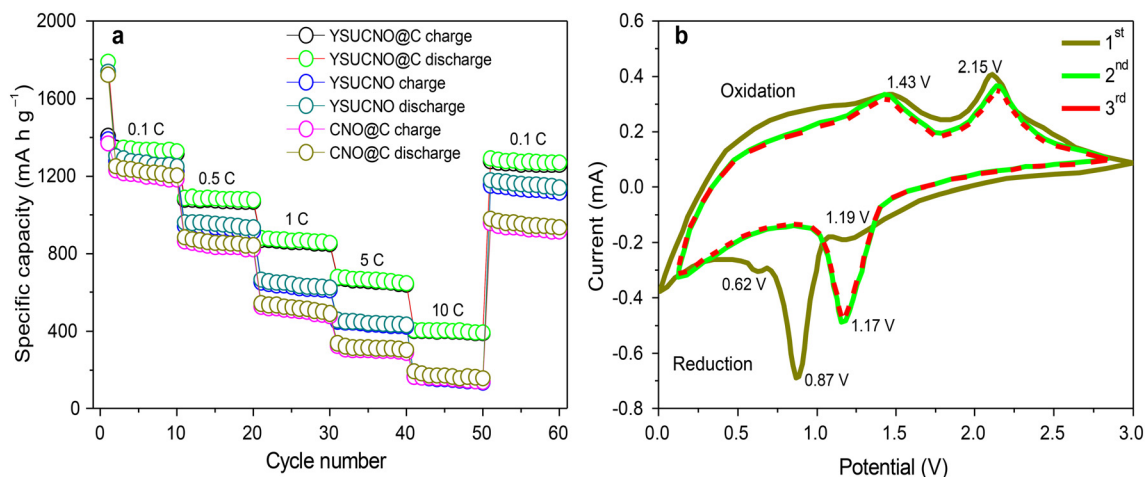 a
2000
1600
1200
800
400
0
Specific capacity (mA h g⁻¹)
YSUCNO@C charge
YSUCNO@C discharge
YSUCNO charge
YSUCNO discharge
CNO@C charge
CNO@C discharge
0.1 C
0.5 C
1 C
5 C
10 C
0.1 C
0 10 20 30 40 50 60
Cycle number
b
0.6
0.4
0.2
0.0
-0.2
-0.4
-0.6
-0.8
Current (mA)
1st
2nd
3rd
Oxidation
1.43 V
2.15 V
1.19 V
0.62 V
1.17 V
0.87 V
Reduction
0.0 0.5 1.0 1.5 2.0 2.5 3.0
Potential (V)